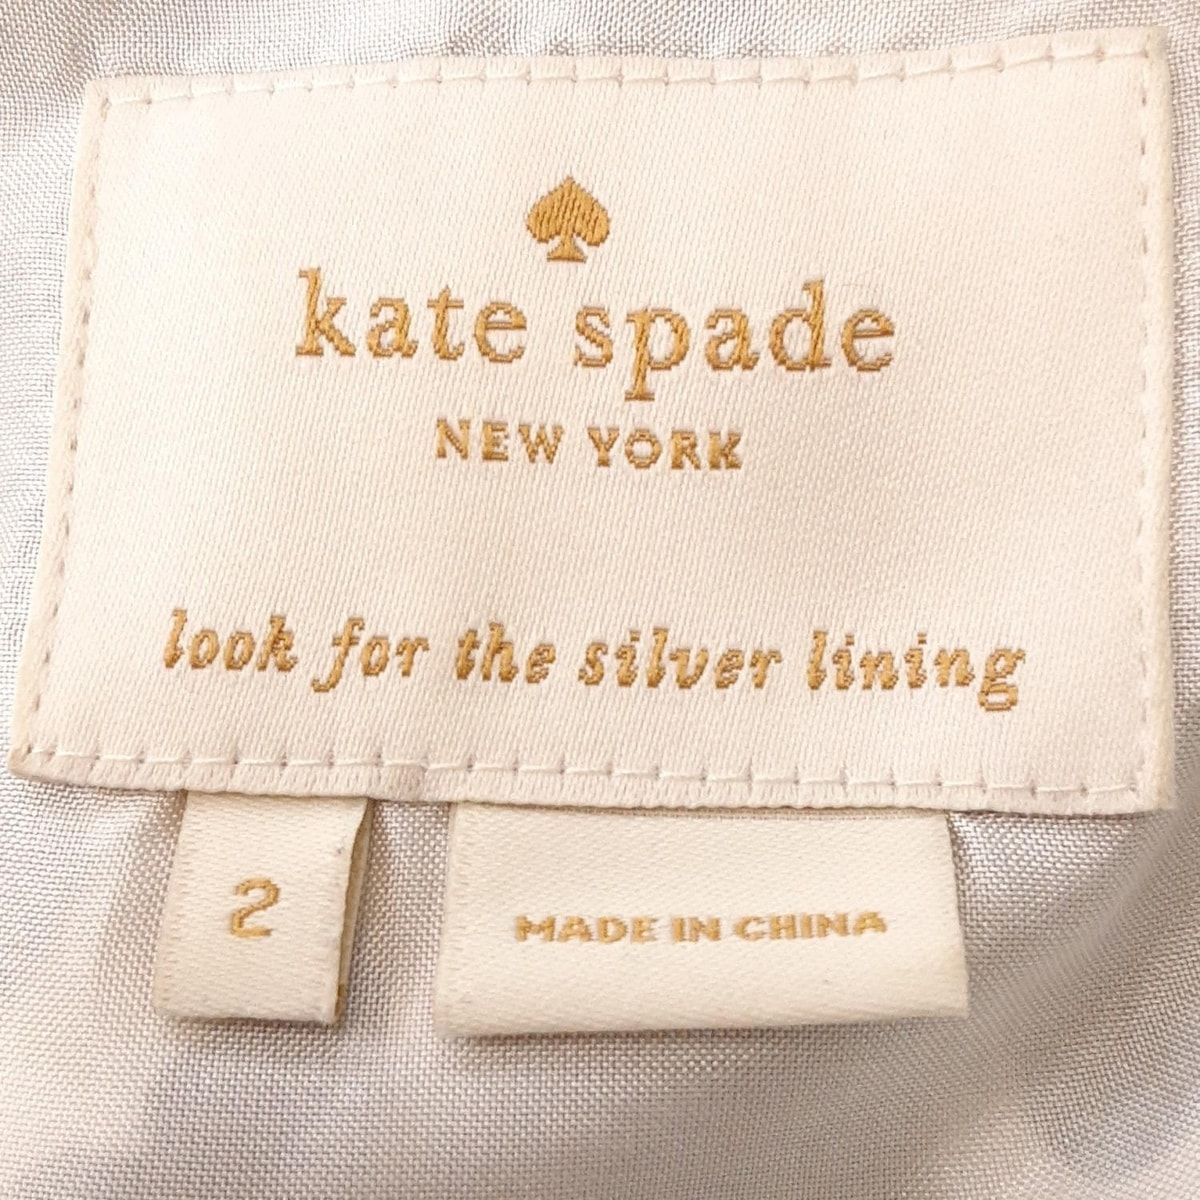 kate spade
NEW YORK
look for the silver lining
2
MADE IN CHINA